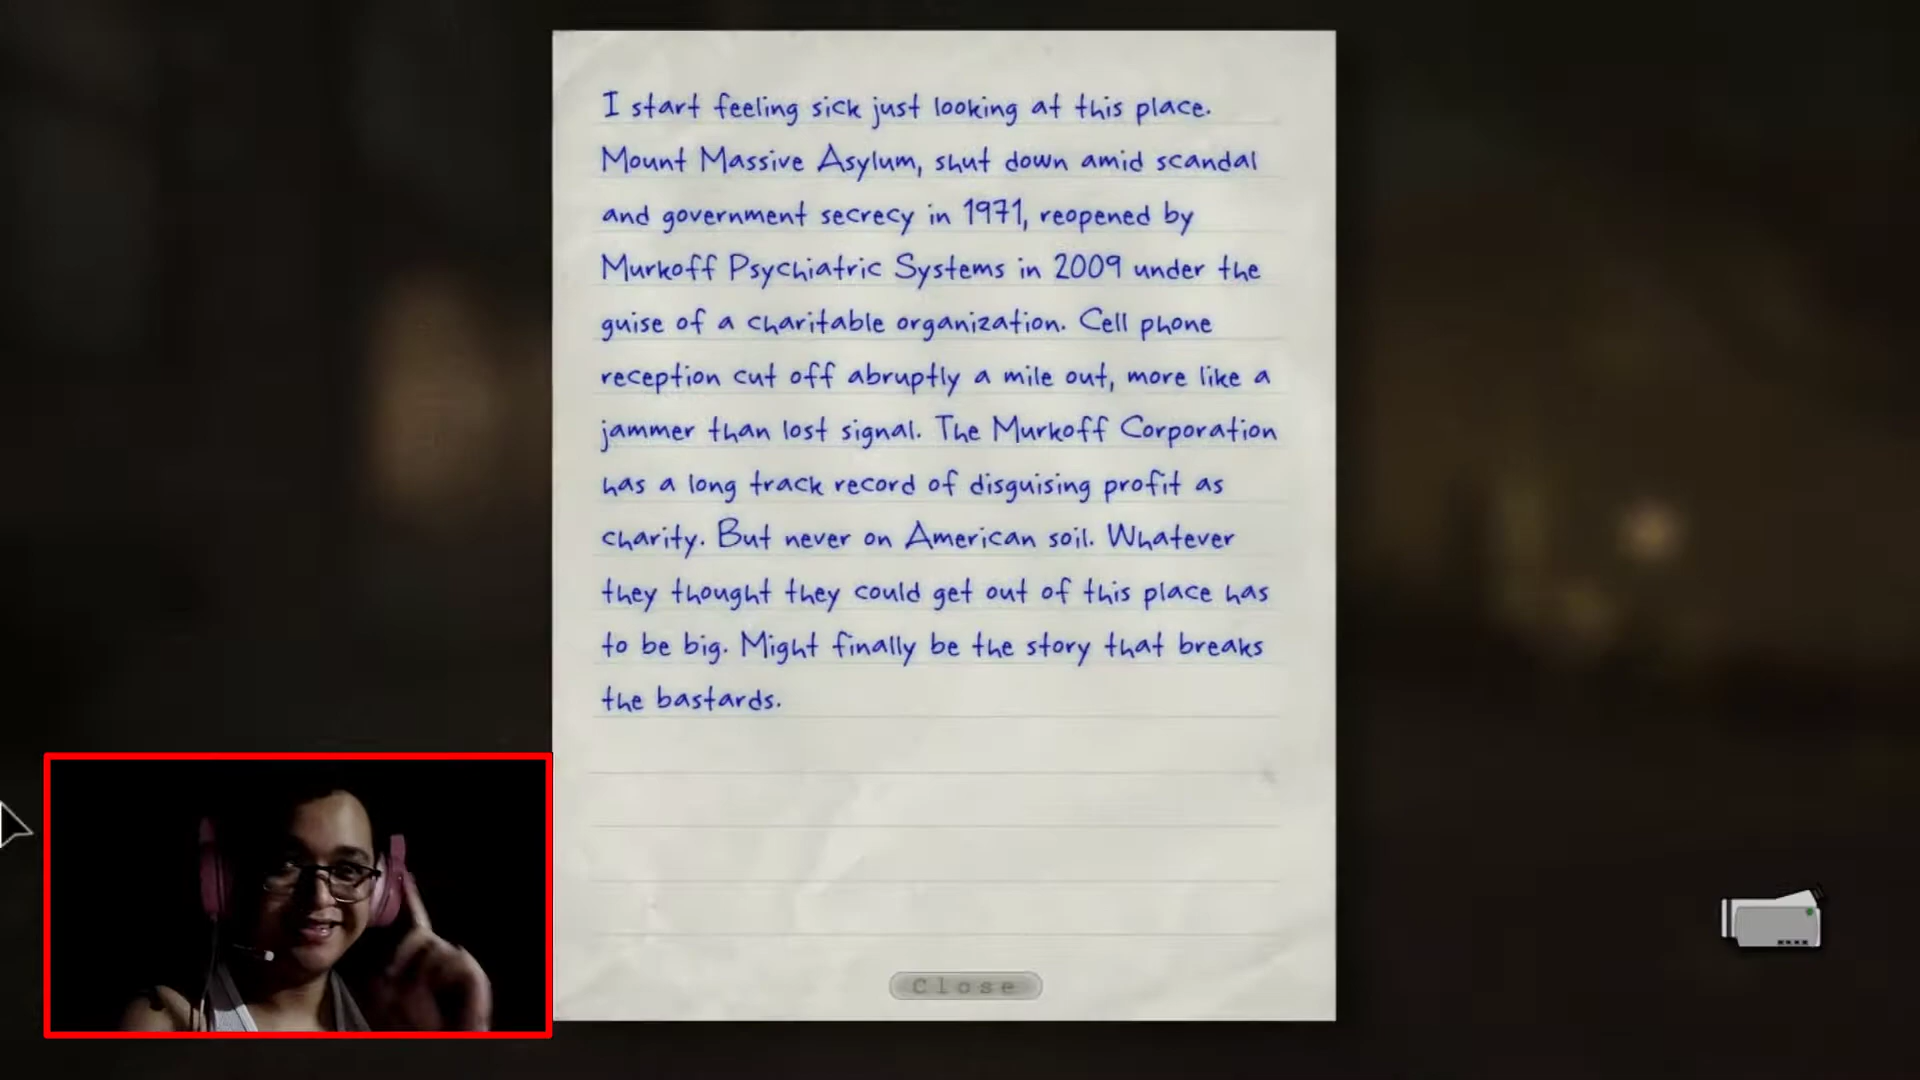 I start feeling sick just looking at this place.
Mount Massive Asylum, shut down amid scandal
and government secrecy in 1971, reopened by
Murkoff Psychiatric Systems in 2009 under the
guise of a charitable organization. Cell phone
reception cut off abruptly a mile out, more like a
jammer than lost signal. The Murkoff Corporation
has a long track record of disguising profit as
charity. But never on American soil. Whatever
they thought they could get out of this place has
to be big. Might finally be the story that breaks
the bastards.
Close